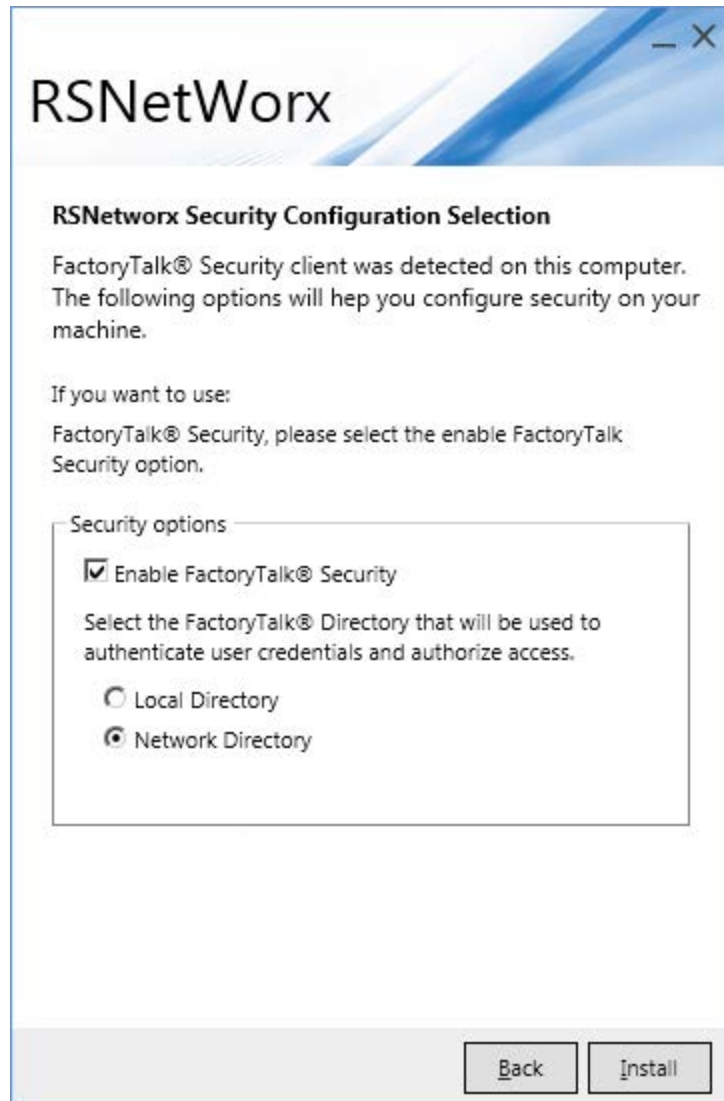 RSNetWorx
RSNetworx Security Configuration Selection
FactoryTalk® Security client was detected on this computer.
The following options will hep you configure security on your
machine.
If you want to use:
FactoryTalk® Security, please select the enable FactoryTalk
Security option.
Security options
Enable FactoryTalk® Security
Select the FactoryTalk® Directory that will be used to
authenticate user credentials and authorize access.
Local Directory
Network Directory
Back
Install